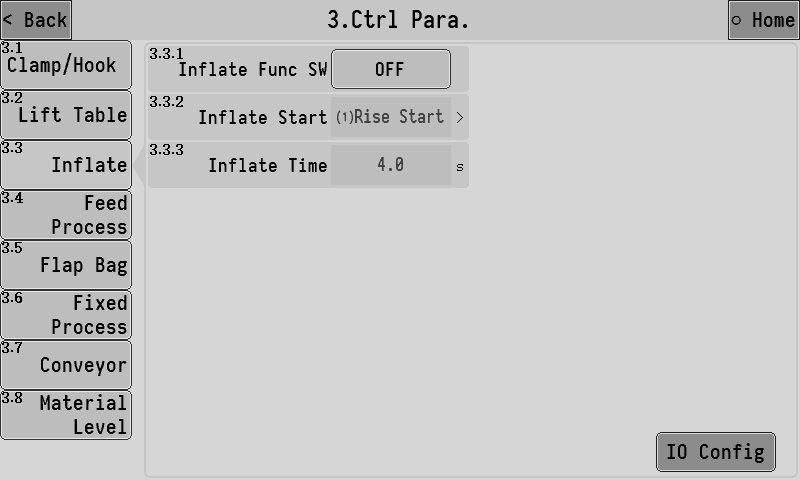 < Back
3.Ctrl Para.
○ Home
3.1
Clamp/Hook
3.2
Lift Table
3.3
Inflate
3.4
Feed
Process
3.5
Flap Bag
3.6
Fixed
Process
3.7
Conveyor
3.8
Material
Level
3.3.1
Inflate Func SW OFF
3.3.2
Inflate Start (1)Rise Start >
3.3.3
Inflate Time 4.0 s
IO Config